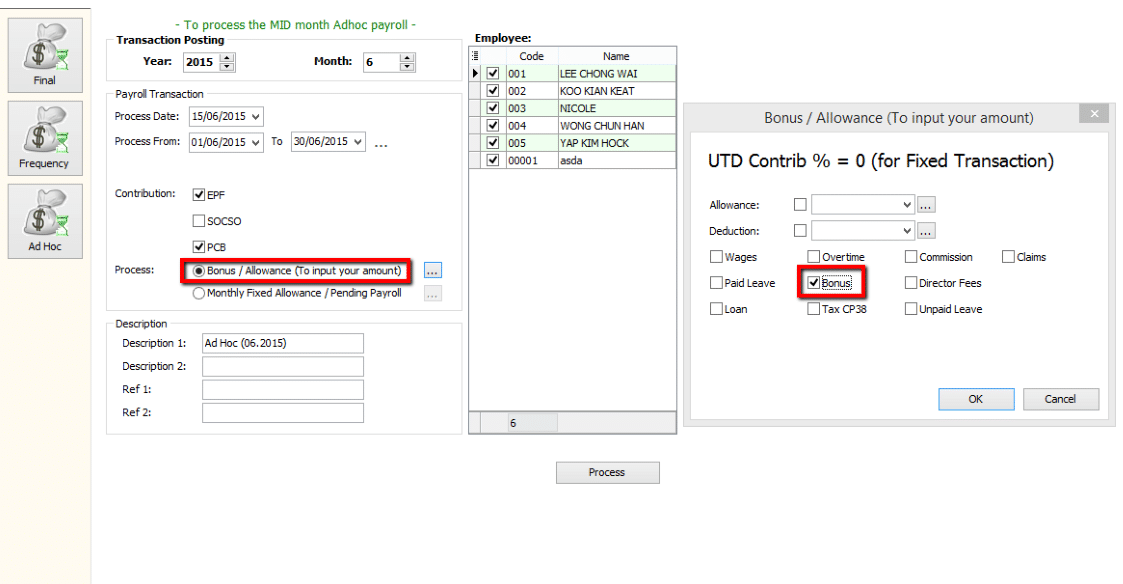 Final
Frequency
Ad Hoc
- To process the MID month Adhoc payroll -
Transaction Posting
Year: 2015 Month: 6
Payroll Transaction
Process Date: 15/06/2015
Process From: 01/06/2015 To 30/06/2015 ...
Contribution: EPF
SOCSO
PCB
Process: Bonus / Allowance (To input your amount) ...
Monthly Fixed Allowance / Pending Payroll ...
Description
Description 1: Ad Hoc (06.2015)
Description 2:
Ref 1:
Ref 2:
Employee:
Code Name
001 LEE CHONG WAI
002 KOO KIAN KEAT
003 NICOLE
004 WONG CHUN HAN
005 YAP KIM HOCK
00001 asda
6
Process
Bonus / Allowance (To input your amount)
UTD Contrib % = 0 (for Fixed Transaction)
Allowance: ...
Deduction: ...
Wages Overtime Commission Claims
Paid Leave Bonus Director Fees
Loan Tax CP38 Unpaid Leave
OK Cancel